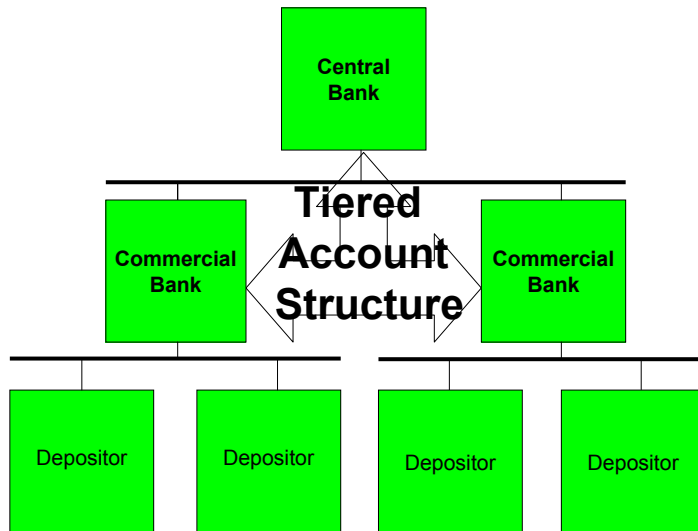 Central
Bank
Tiered
Account
Structure
Commercial
Bank
Commercial
Bank
Depositor
Depositor
Depositor
Depositor